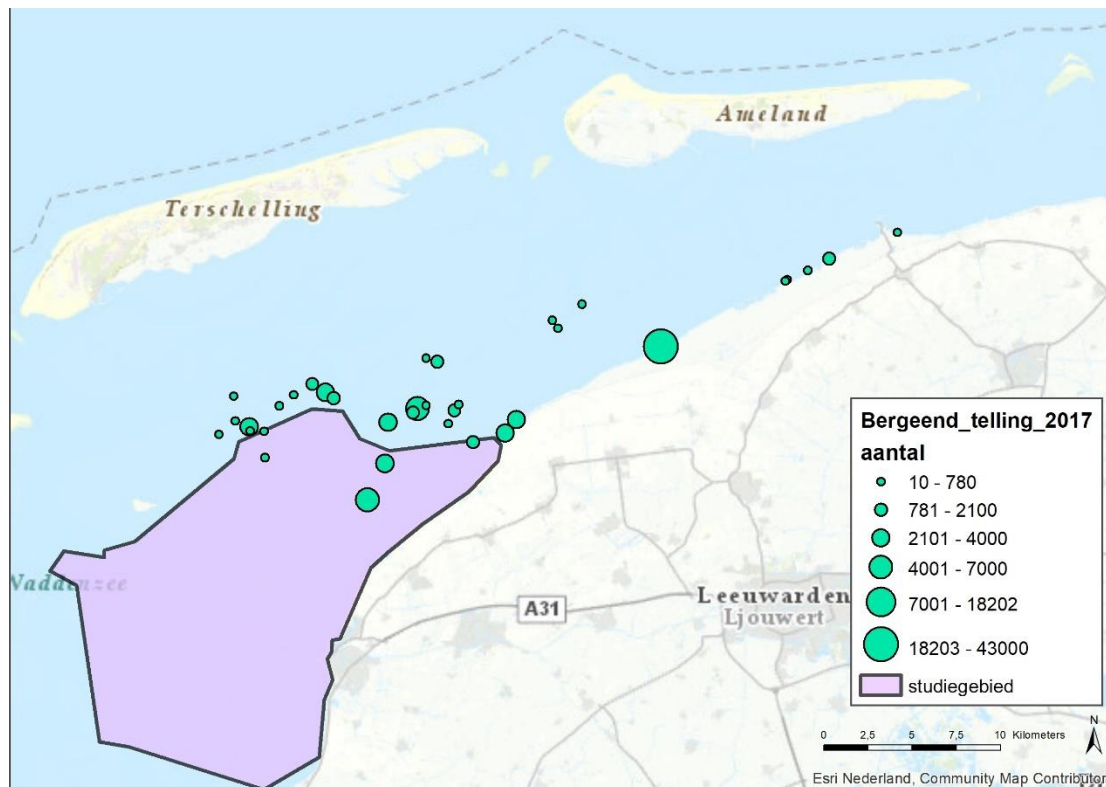 Ameland
Terschelling
Waddenzee
A31
Leeuwarden
Ljouwert
Bergeend_telling_2017
aantal
10 - 780
781 - 2100
2101 - 4000
4001 - 7000
7001 - 18202
18203 - 43000
studiegebied
N
0 2,5 5 7,5 10 Kilometers
Esri Nederland, Community Map Contributor